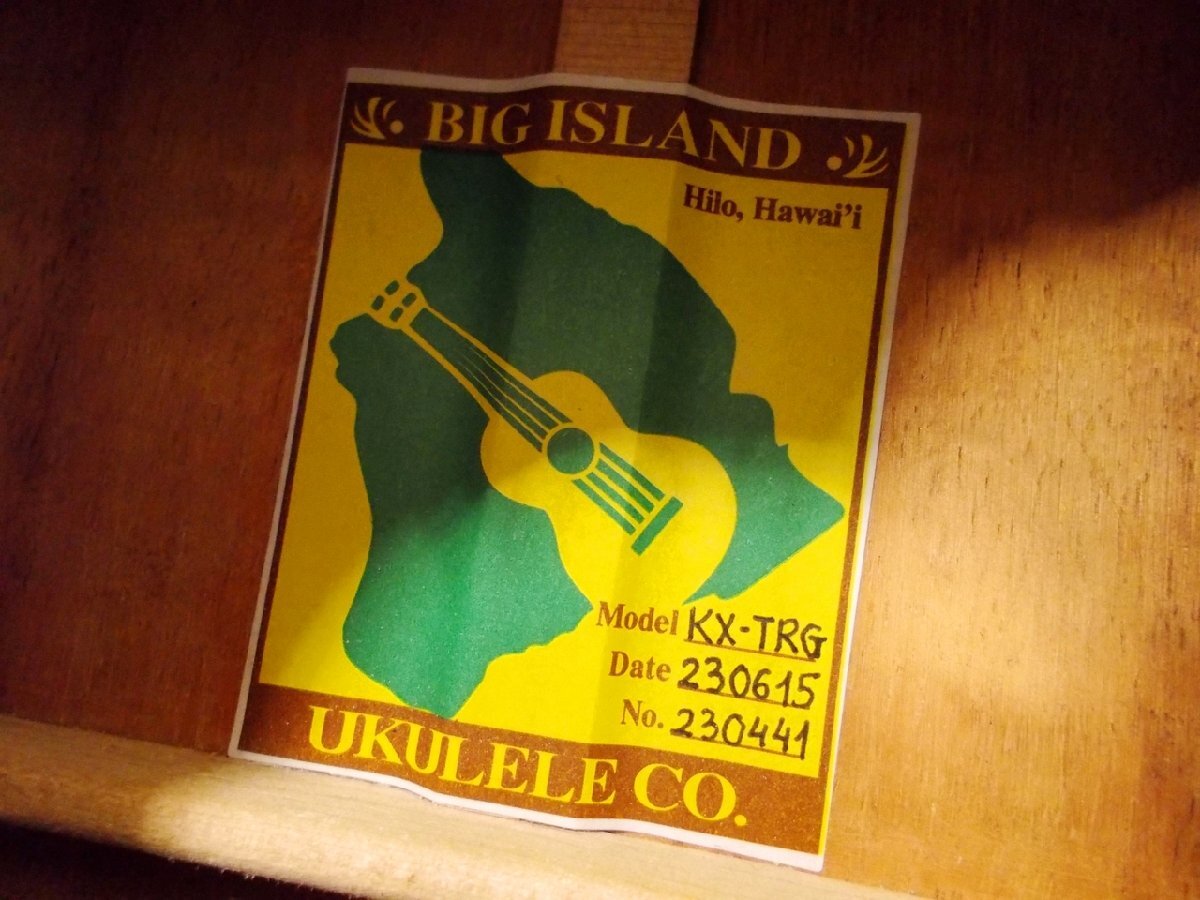 BIG ISLAND
Hilo, Hawai'i
Model KX-TRG
Date 230615
No. 230441
UKULELE CO.